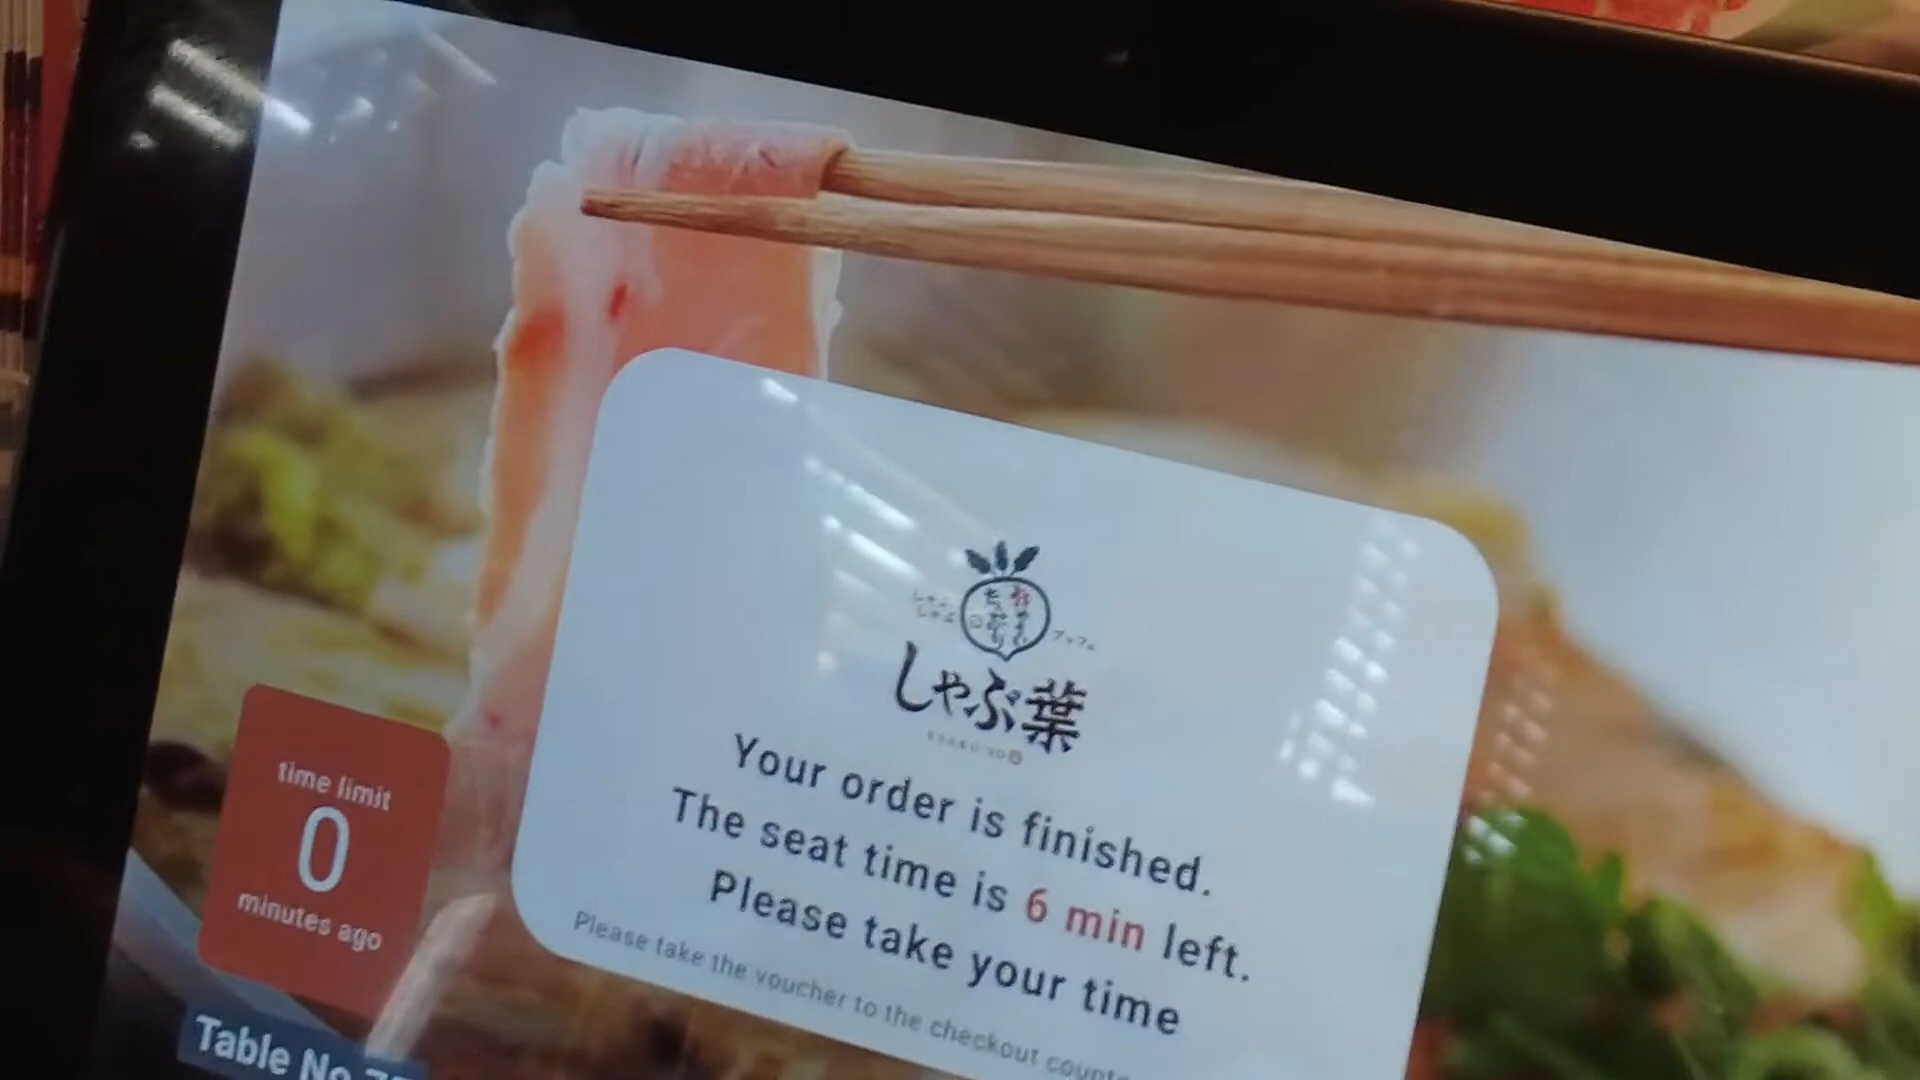 しゃぶ葉
Your order is finished.
The seat time is 6 min left.
Please take your time
Please take the voucher to the checkout
time limit
0
minutes ago
Table No